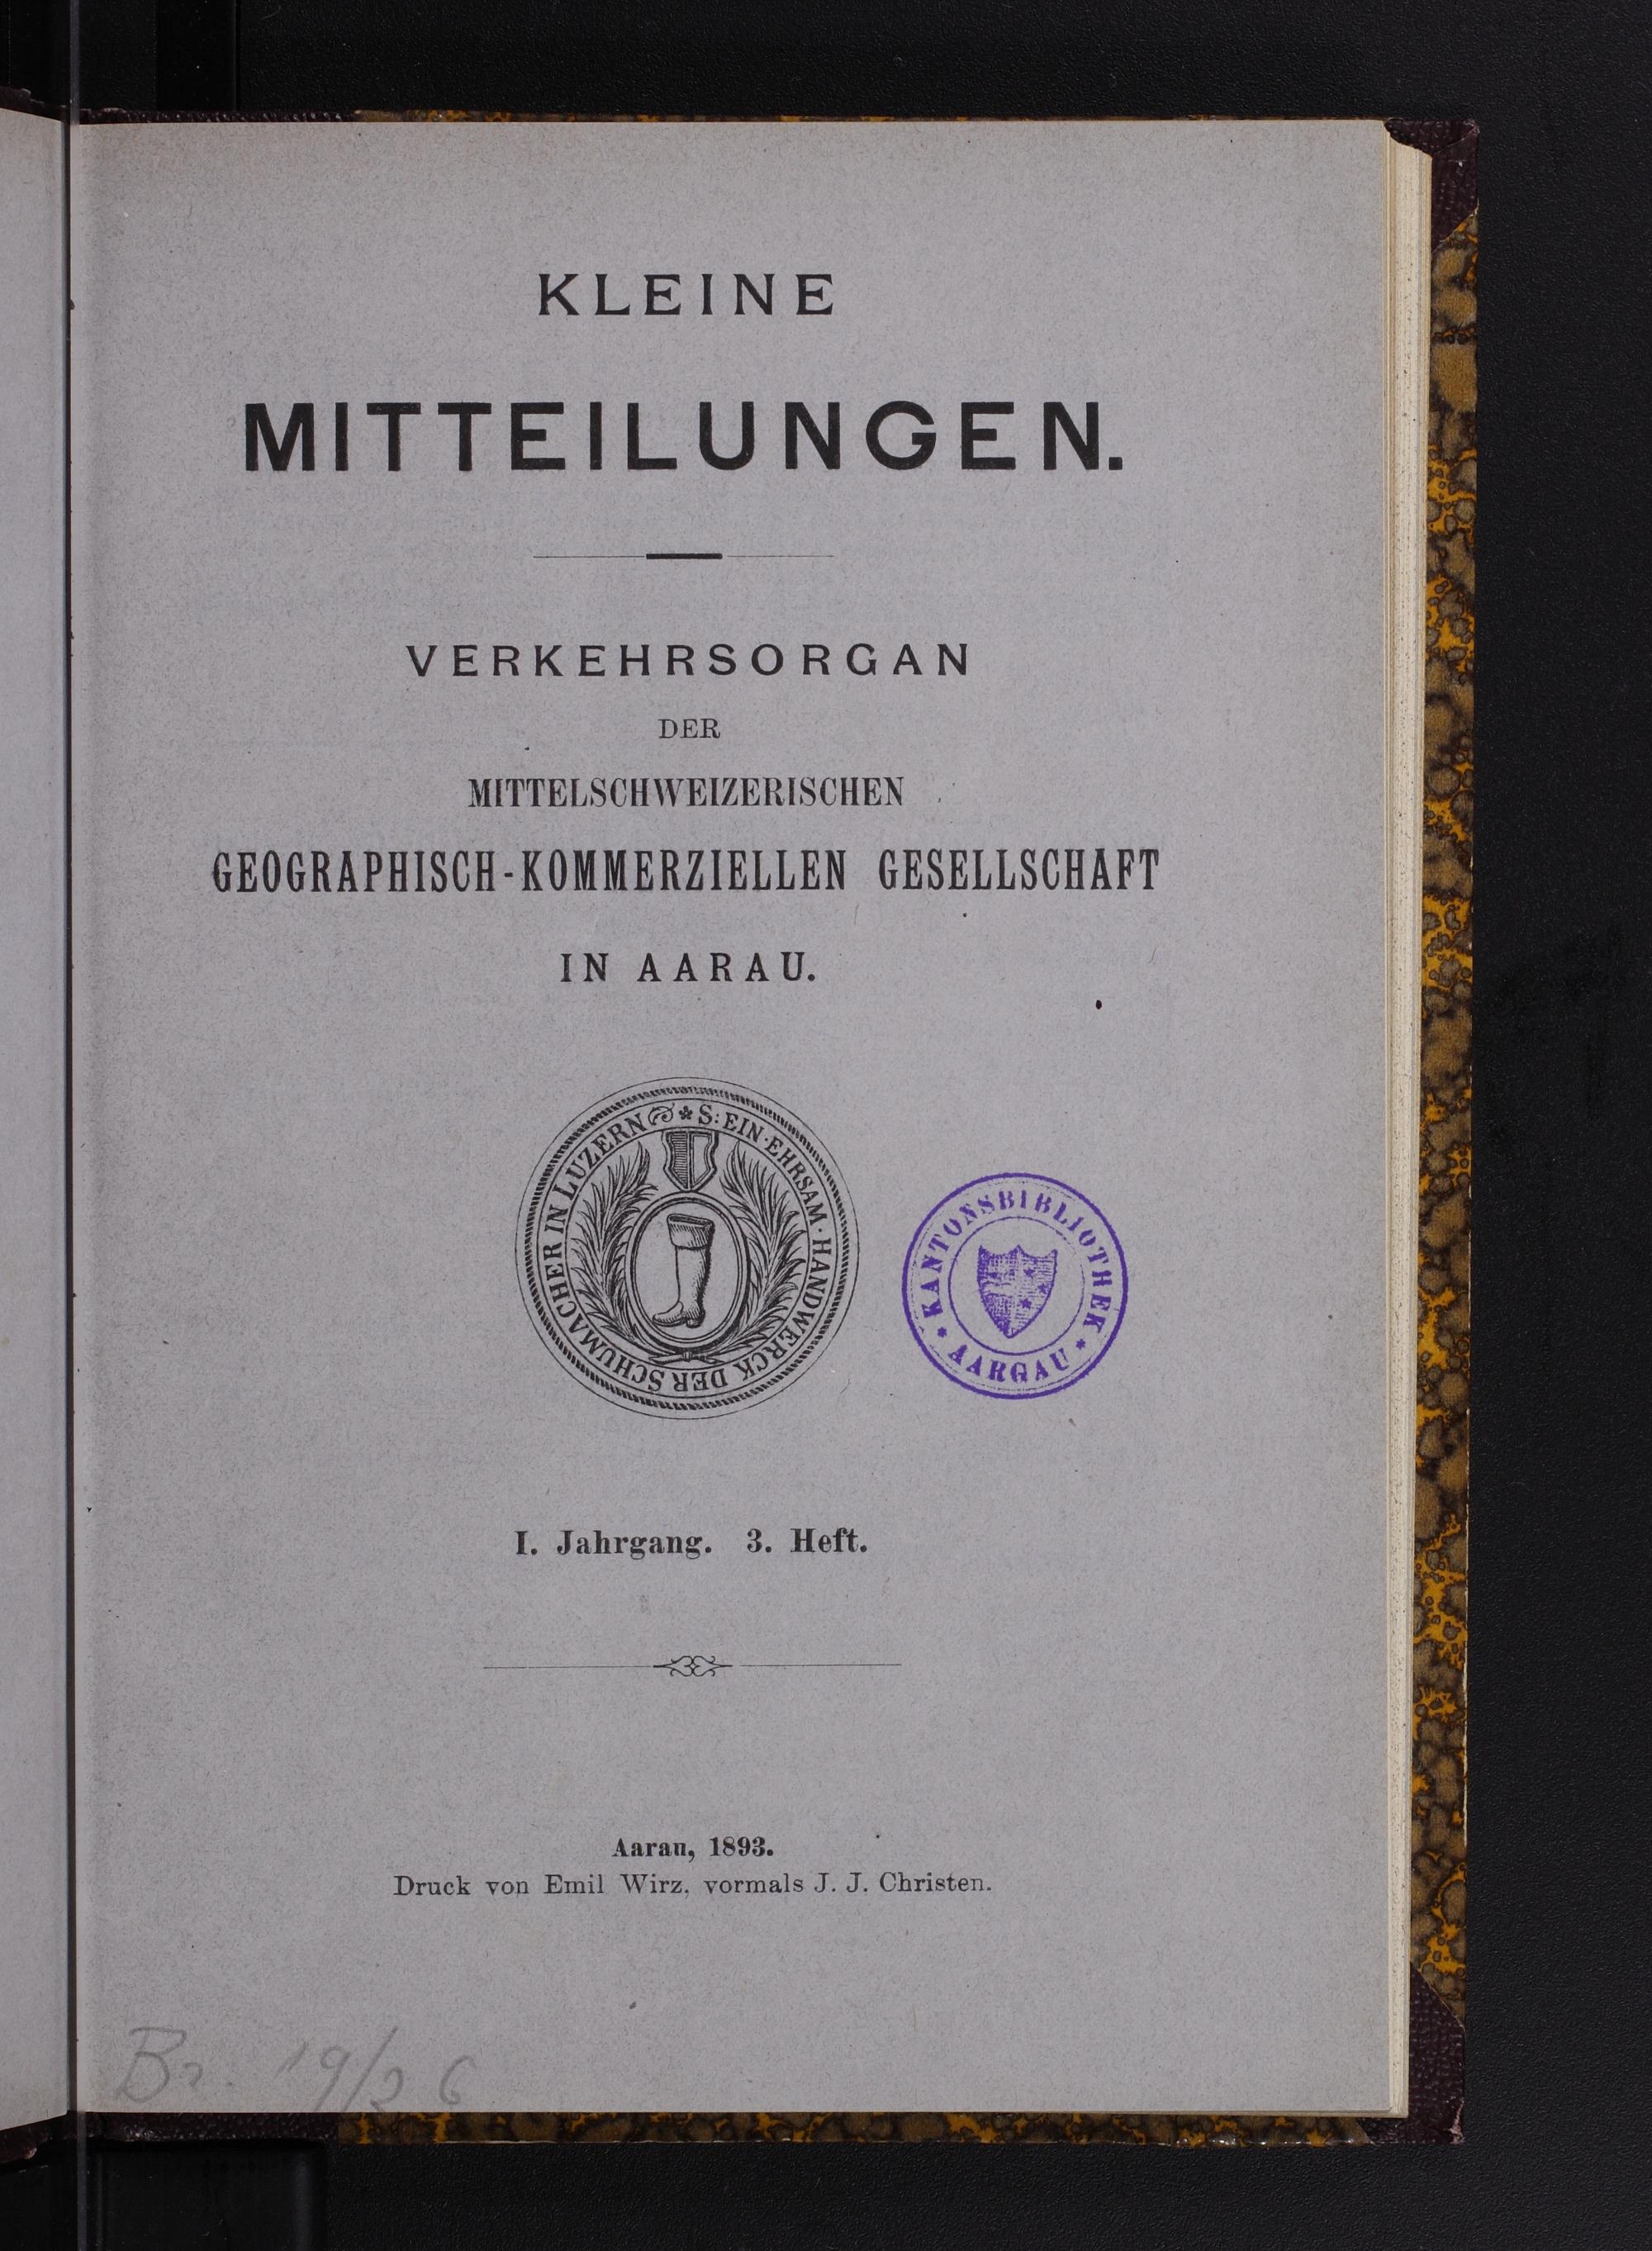 KLEINE
MITTEILUNGEN.
VERKEHRSORGAN
DER
MITTELSCHWEIZERISCHEN
GEOGRAPHISCH-KOMMERZIELLEN GESELLSCHAFT
IN AARAU.
* S: EIN · EHRSAM · HANDWERCK DER SCHUMACHER IN LUZERN
* KANTONSBIBLIOTHEK *
AARGAU
I. Jahrgang. 3. Heft.
Aarau, 1893.
Druck von Emil Wirz, vormals J. J. Christen.
Br. 19/26